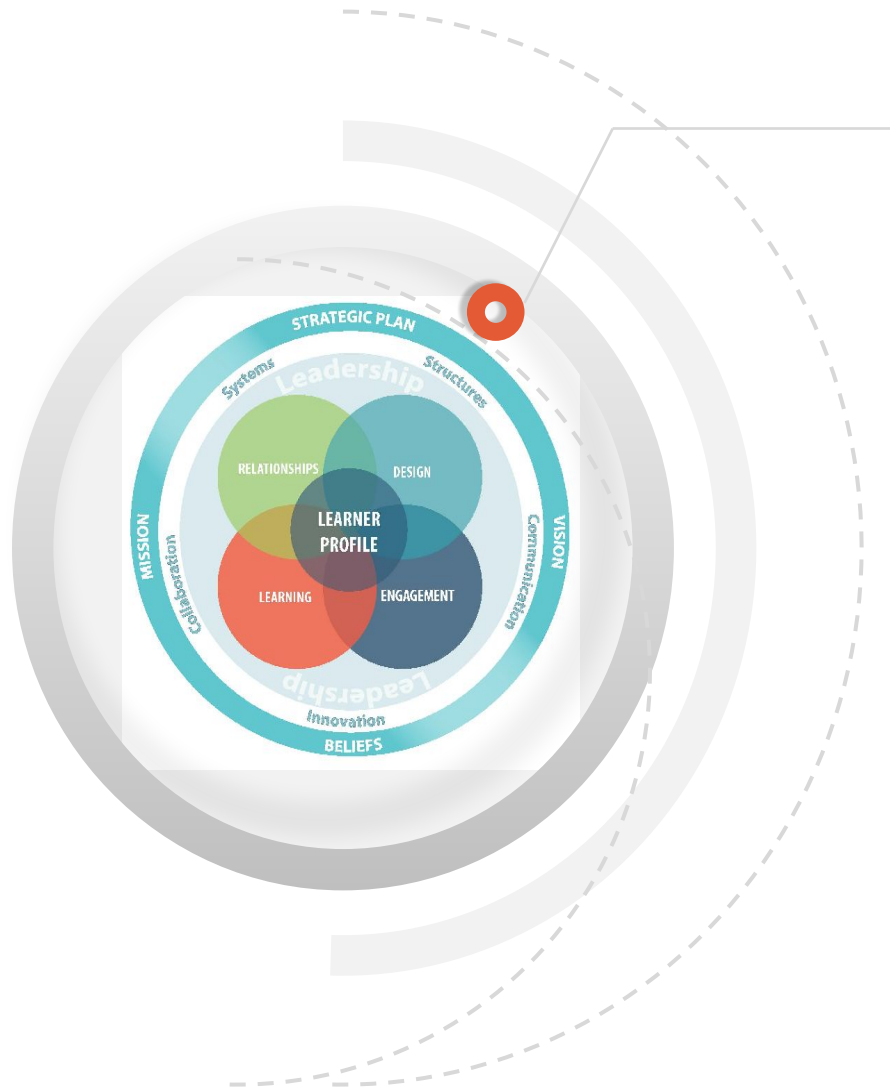 STRATEGIC PLAN
Systems
Leadership
Structures
RELATIONSHIPS
DESIGN
LEARNER
PROFILE
MISSION
VISION
Collaboration
Communication
LEARNING
ENGAGEMENT
Leadership
Innovation
BELIEFS